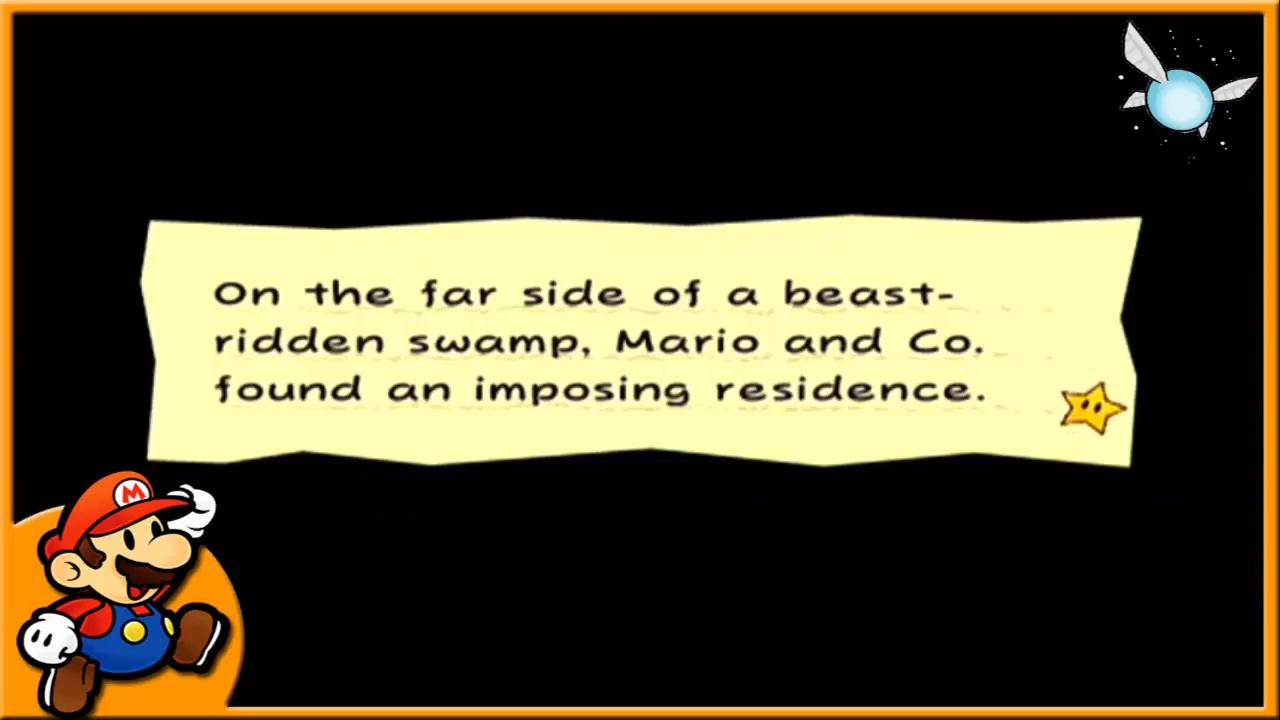 On the far side of a beast-
ridden swamp, Mario and Co.
found an imposing residence.
M